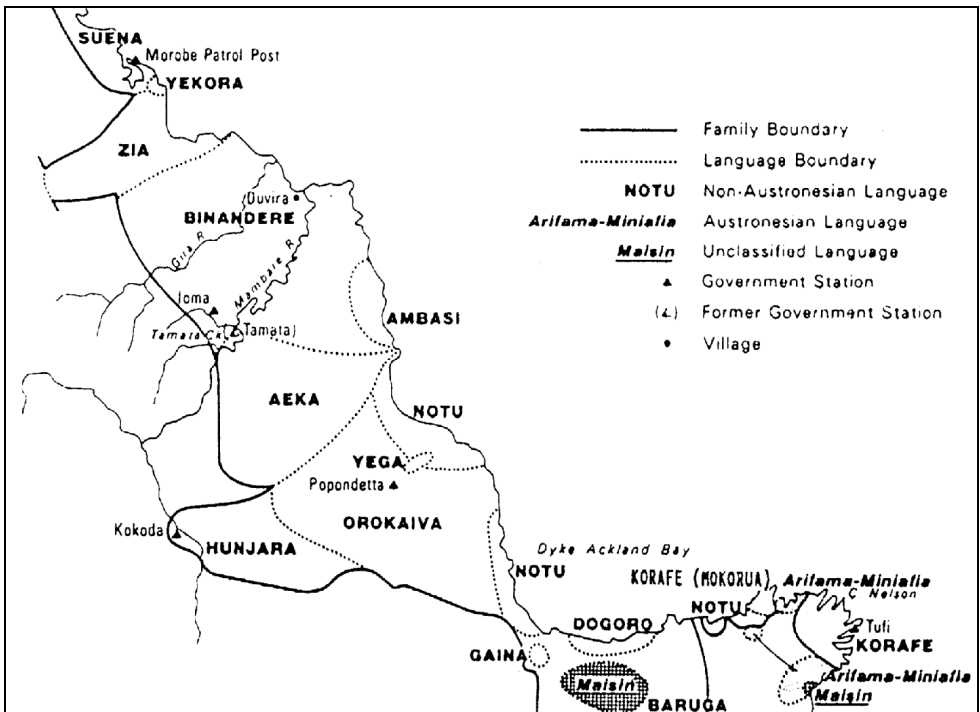 SUENA
Morobe Patrol Post
YEKORA
ZIA
Duvira
BINANDERE
Gira R.
Mambare R.
Ioma
Tamata Ck.
(Tamata)
AMBASI
AEKA
NOTU
YEGA
Popondetta
OROKAIVA
Kokoda
HUNJARA
Dyke Ackland Bay
NOTU
KORAFE (MOKORUA)
Arifama-Miniafia
C. Nelson
NOTU
DOGORO
Tufi
KORAFE
GAINA
Maisin
BARUGA
Arifama-Miniafia
Maisin
Family Boundary
Language Boundary
NOTU Non-Austronesian Language
Arifama-Miniafia Austronesian Language
Maisin Unclassified Language
Government Station
Former Government Station
Village